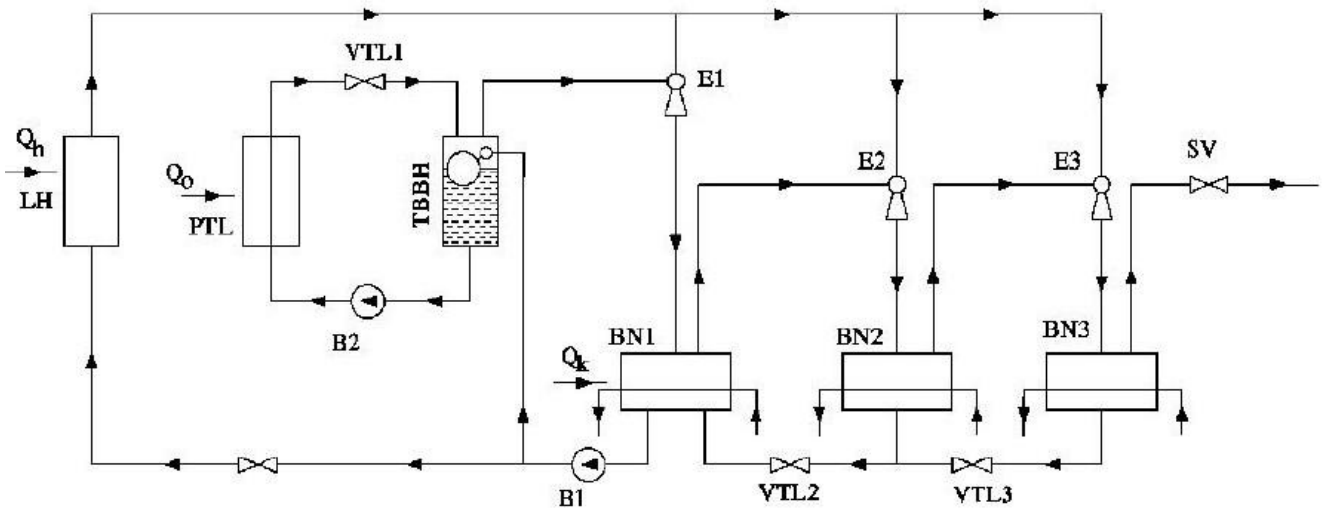 VTL1
E1
Qh
LH
Qo
PTL
TBBH
E2
E3
SV
B2
BN1
BN2
BN3
Qk
B1
VTL2
VTL3